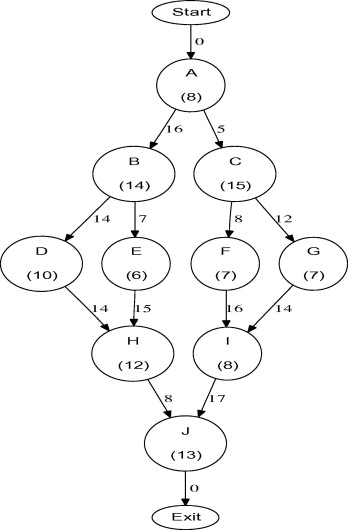 Start
0
A
(8)
16 5
B C
(14) (15)
14 7 8 12
D E F G
(10) (6) (7) (7)
14 15 16 14
H I
(12) (8)
8 17
J
(13)
0
Exit